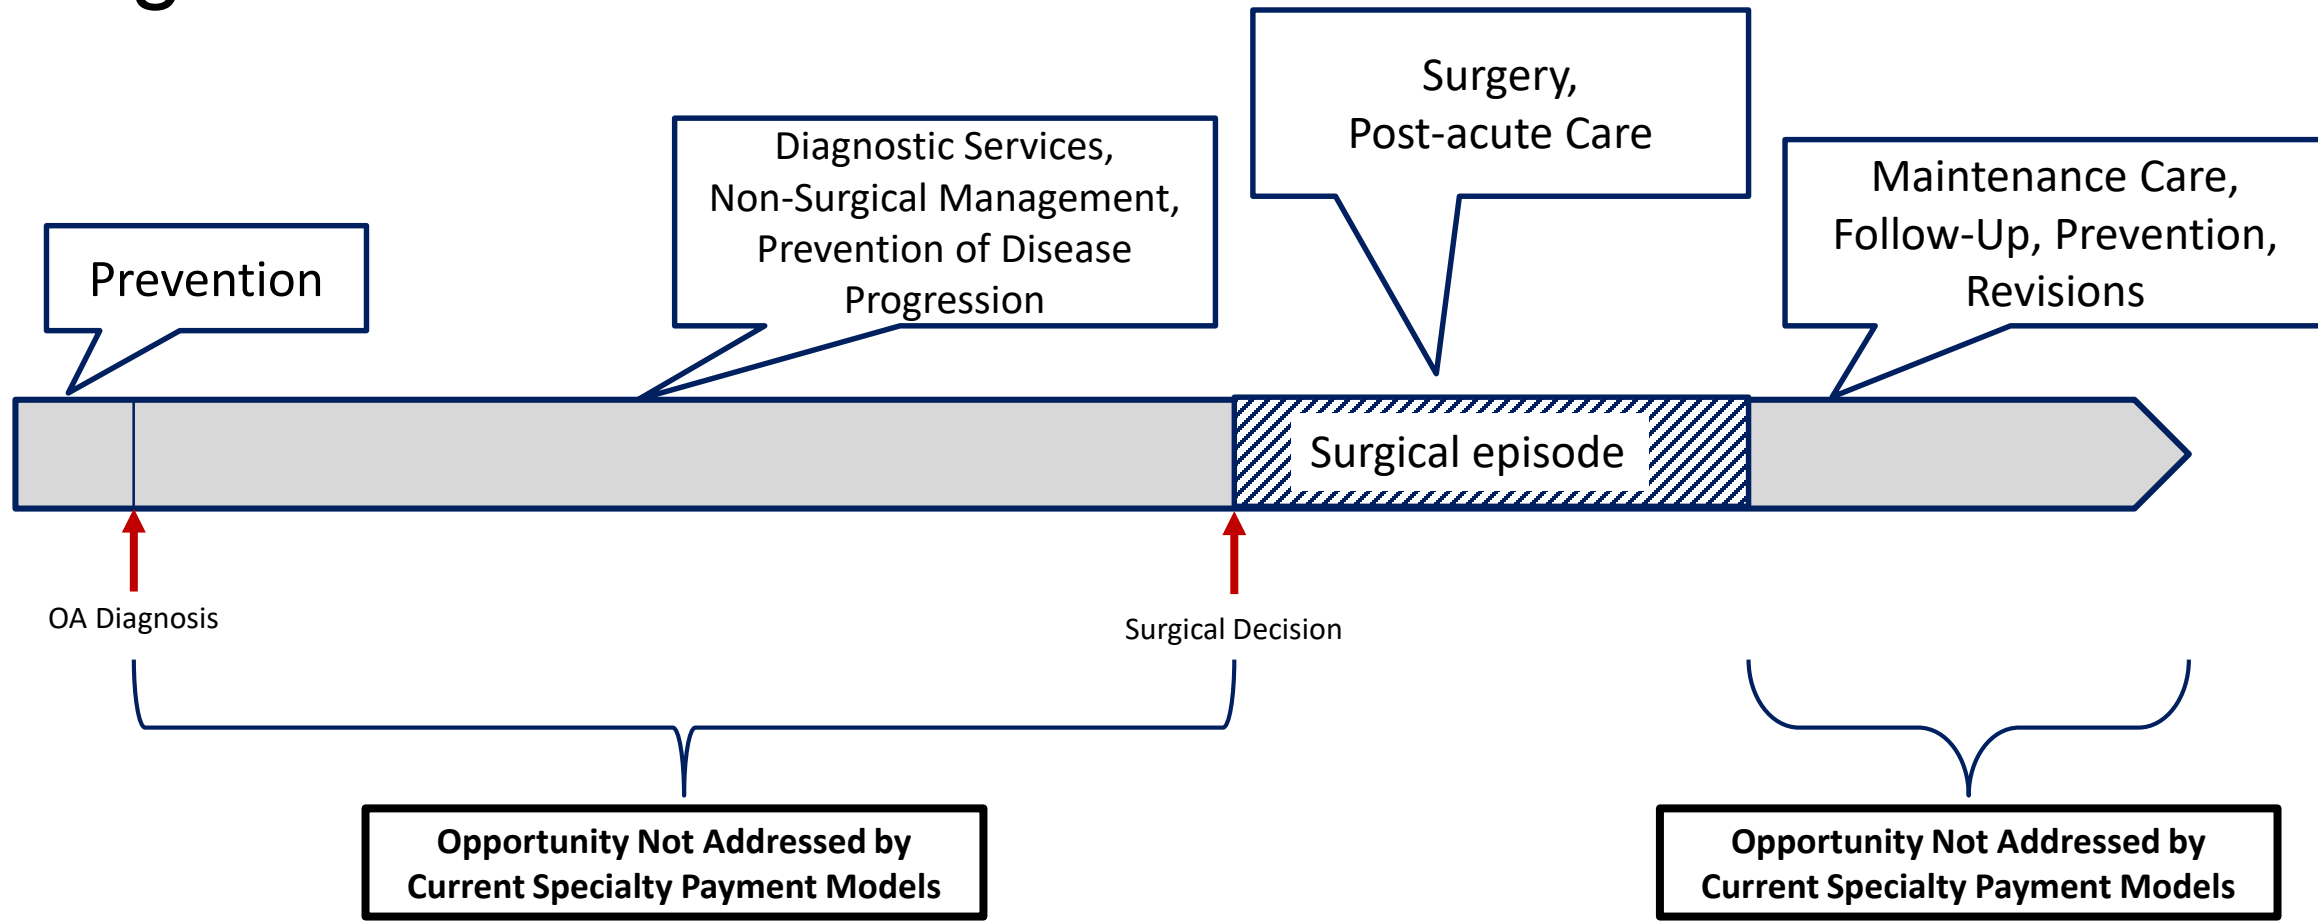 Surgery,
Post-acute Care
Diagnostic Services,
Non-Surgical Management,
Prevention of Disease
Progression
Maintenance Care,
Follow-Up, Prevention,
Revisions
Prevention
Surgical episode
OA Diagnosis
Surgical Decision
Opportunity Not Addressed by
Current Specialty Payment Models
Opportunity Not Addressed by
Current Specialty Payment Models